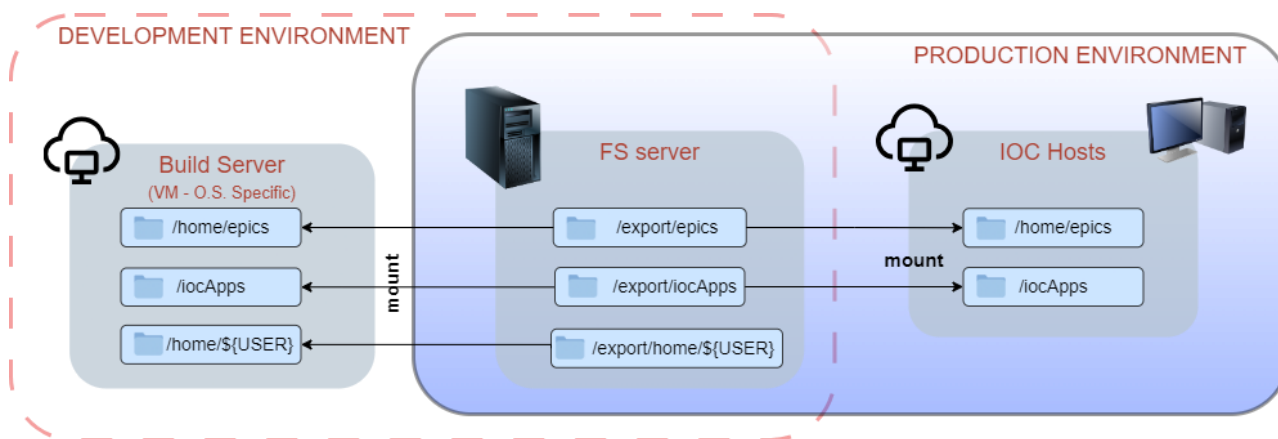 DEVELOPMENT ENVIRONMENT
PRODUCTION ENVIRONMENT
Build Server
(VM - O.S. Specific)
/home/epics
/iocApps
/home/${USER}
mount
FS server
/export/epics
/export/iocApps
/export/home/${USER}
mount
IOC Hosts
/home/epics
/iocApps